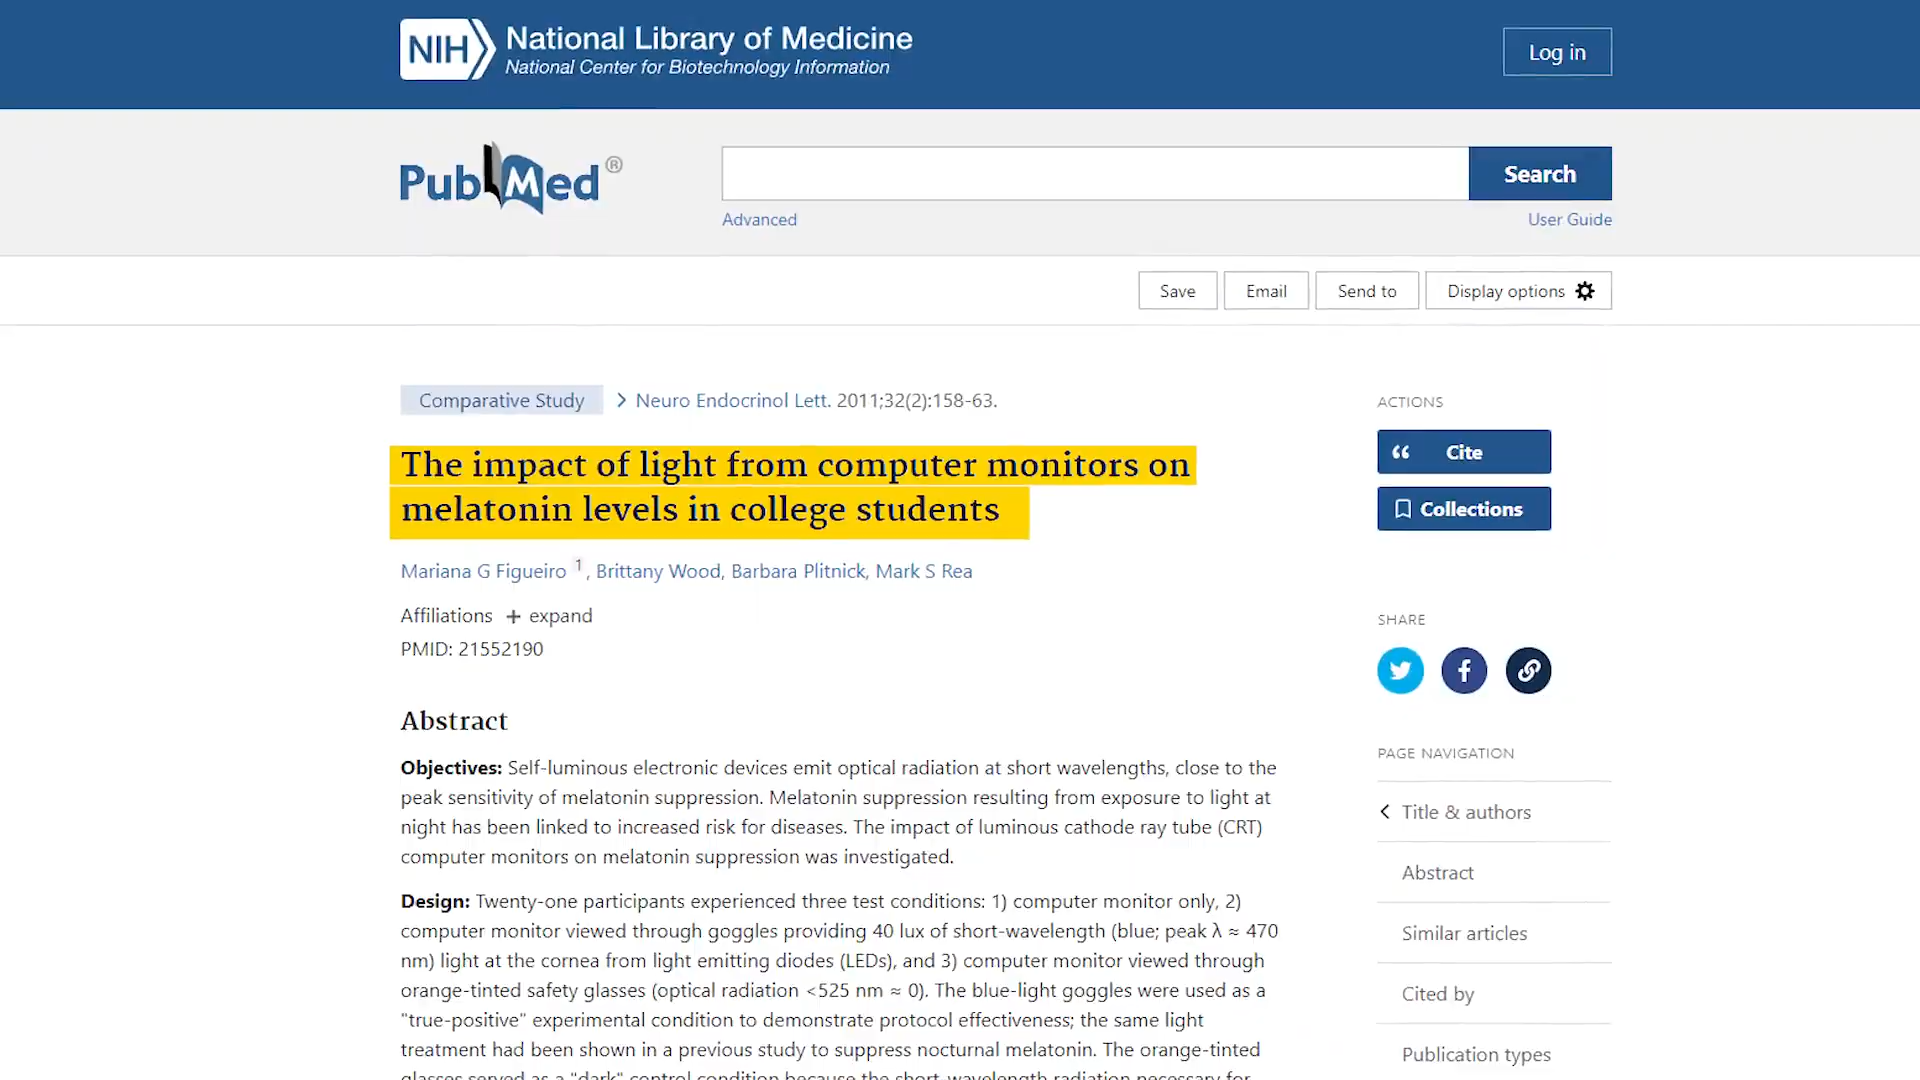 NIH National Library of Medicine
National Center for Biotechnology Information
Log in
PubMed®
Search
Advanced
User Guide
Save
Email
Send to
Display options
Comparative Study
Neuro Endocrinol Lett. 2011;32(2):158-63.
The impact of light from computer monitors on
melatonin levels in college students
Mariana G Figueiro 1, Brittany Wood, Barbara Plitnick, Mark S Rea
Affiliations + expand
PMID: 21552190
Abstract
Objectives: Self-luminous electronic devices emit optical radiation at short wavelengths, close to the
peak sensitivity of melatonin suppression. Melatonin suppression resulting from exposure to light at
night has been linked to increased risk for diseases. The impact of luminous cathode ray tube (CRT)
computer monitors on melatonin suppression was investigated.
Design: Twenty-one participants experienced three test conditions: 1) computer monitor only, 2)
computer monitor viewed through goggles providing 40 lux of short-wavelength (blue; peak λ ≈ 470
nm) light at the cornea from light emitting diodes (LEDs), and 3) computer monitor viewed through
orange-tinted safety glasses (optical radiation <525 nm ≈ 0). The blue-light goggles were used as a
"true-positive" experimental condition to demonstrate protocol effectiveness; the same light
treatment had been shown in a previous study to suppress nocturnal melatonin. The orange-tinted
glasses served as a "dark" control condition because the short-wavelength radiation necessary for
ACTIONS
Cite
Collections
SHARE
PAGE NAVIGATION
Title & authors
Abstract
Similar articles
Cited by
Publication types